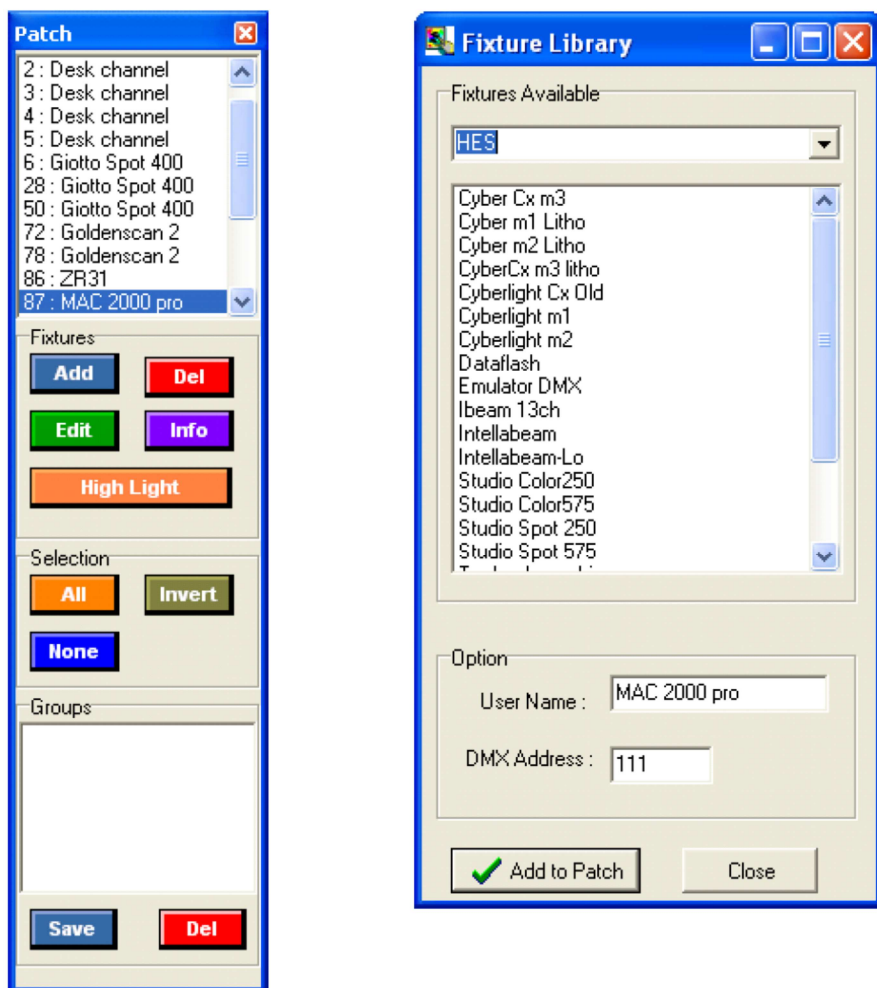 Patch
2 : Desk channel
3 : Desk channel
4 : Desk channel
5 : Desk channel
6 : Giotto Spot 400
28 : Giotto Spot 400
50 : Giotto Spot 400
72 : Goldenscan 2
78 : Goldenscan 2
86 : ZR31
87 : MAC 2000 pro
Fixtures
Add Del
Edit Info
High Light
Selection
All Invert
None
Groups
Save Del
Fixture Library
Fixtures Available
HES
Cyber Cx m3
Cyber m1 Litho
Cyber m2 Litho
CyberCx m3 litho
Cyberlight Cx Old
Cyberlight m1
Cyberlight m2
Dataflash
Emulator DMX
Ibeam 13ch
Intellabeam
Intellabeam-Lo
Studio Color250
Studio Color575
Studio Spot 250
Studio Spot 575
Option
User Name : MAC 2000 pro
DMX Address : 111
Add to Patch Close